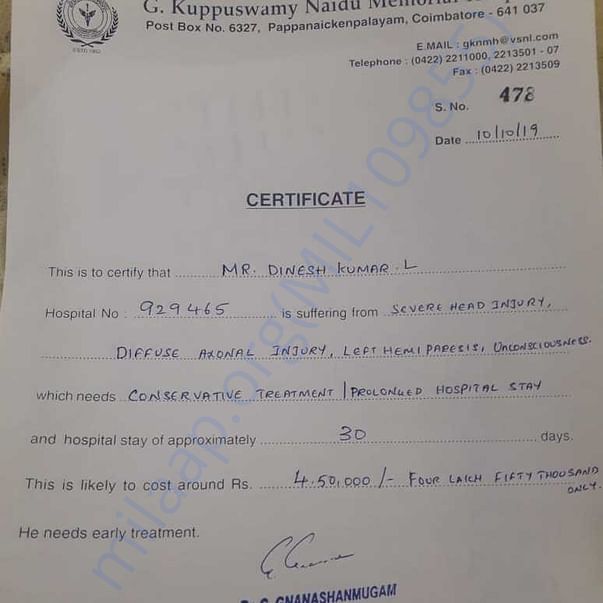 G. Kuppuswamy Naidu Memorial
Post Box No. 6327, Pappanaickenpalayam, Coimbatore - 641 037
E.MAIL : gknmh@vsnl.com
Telephone : (0422) 2211000, 2213501 - 07
Fax : (0422) 2213509
S. No. 478
Date 10/10/19
CERTIFICATE
This is to certify that MR. DINESH KUMAR. L
Hospital No : 929465 is suffering from SEVERE HEAD INJURY,
DIFFUSE AXONAL INJURY, LEFT HEMI PARESIS, UNCONSCIOUSNESS.
which needs CONSERVATIVE TREATMENT | PROLONGED HOSPITAL STAY
and hospital stay of approximately 30 days.
This is likely to cost around Rs. 4,50,000 /- FOUR LAKH FIFTY THOUSAND
ONLY.
He needs early treatment.
GNANASHANMUGAM
milaap.org(MIL109855)